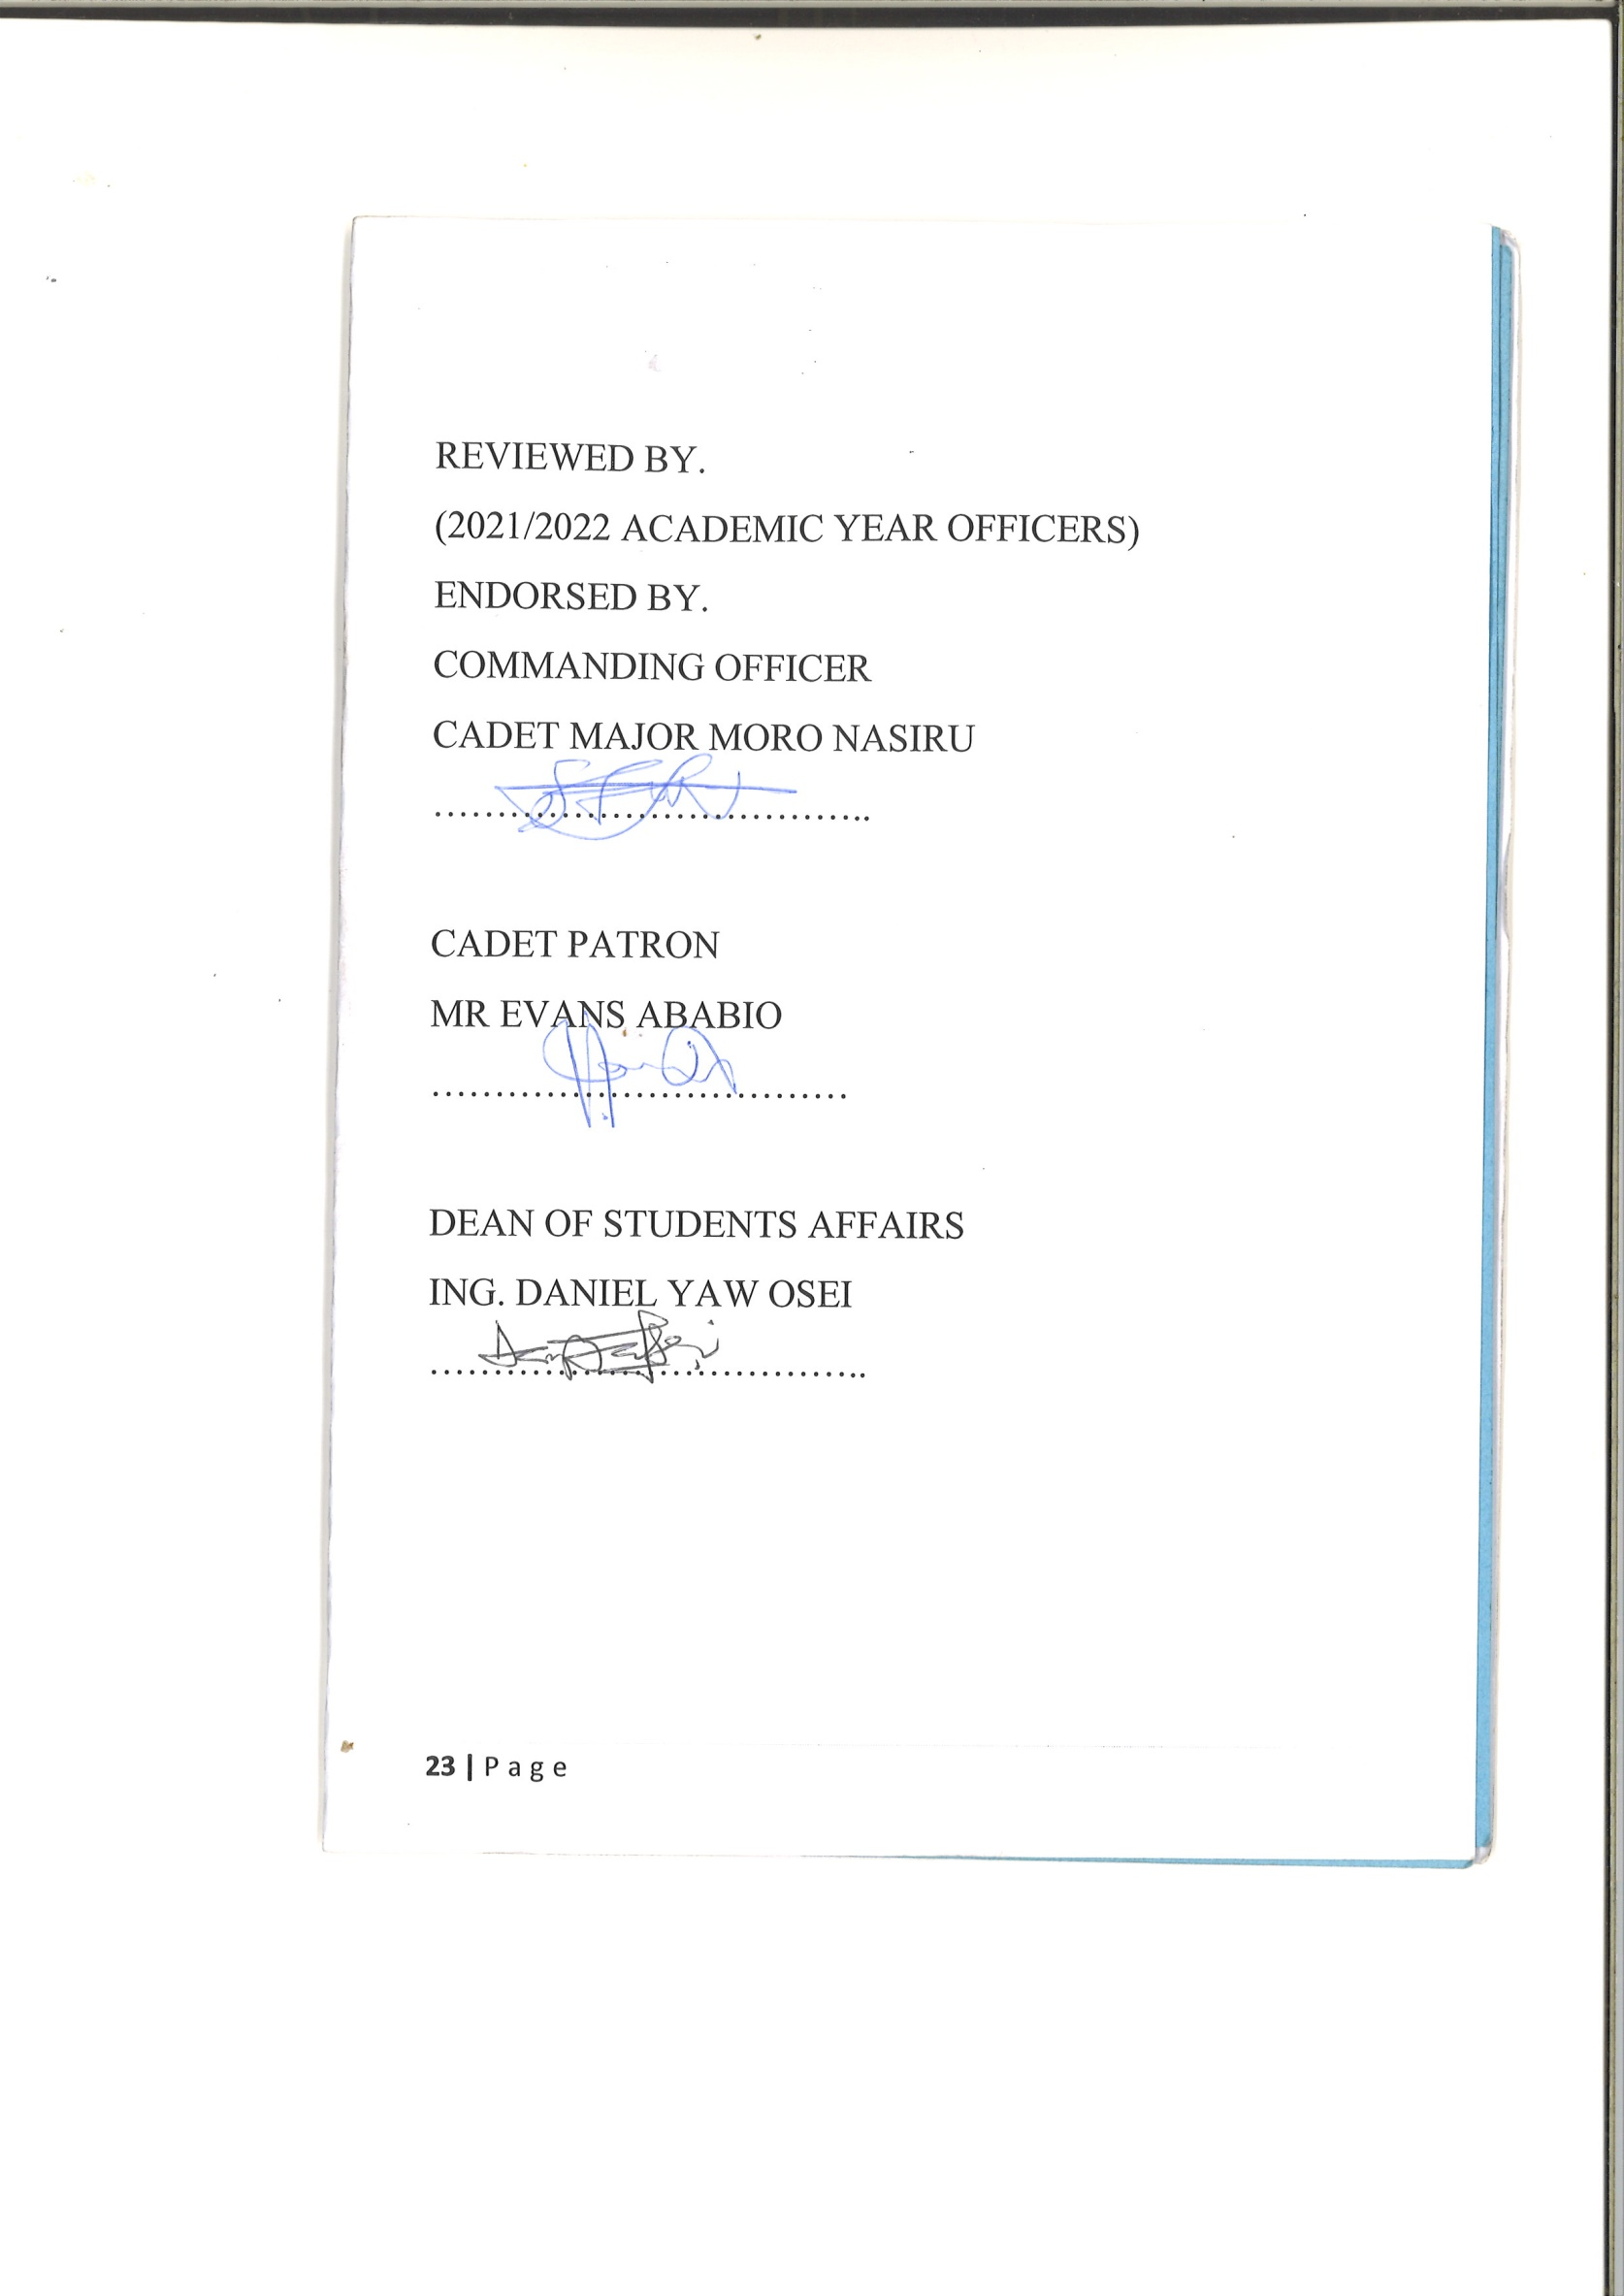 REVIEWED BY.
(2021/2022 ACADEMIC YEAR OFFICERS)
ENDORSED BY.
COMMANDING OFFICER
CADET MAJOR MORO NASIRU
…………………………………..
CADET PATRON
MR EVANS ABABIO
…………………………………
DEAN OF STUDENTS AFFAIRS
ING. DANIEL YAW OSEI
…………………………………..
23 | P a g e